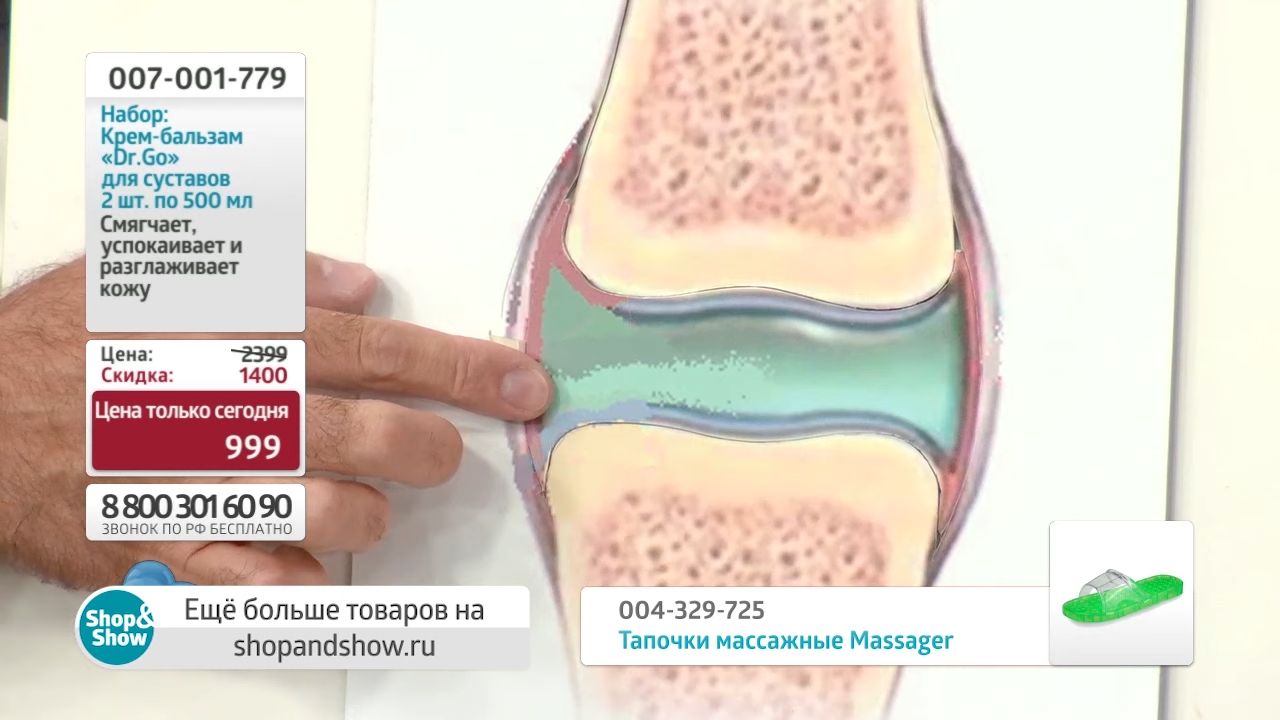 007-001-779
Набор:
Крем-бальзам
«Dr.Go»
для суставов
2 шт. по 500 мл
Смягчает,
успокаивает и
разглаживает
кожу
Цена: 2399
Скидка: 1400
Цена только сегодня
999
8 800 301 60 90
ЗВОНОК ПО РФ БЕСПЛАТНО
Shop&
Show
Ещё больше товаров на
shopandshow.ru
004-329-725
Тапочки массажные Massager